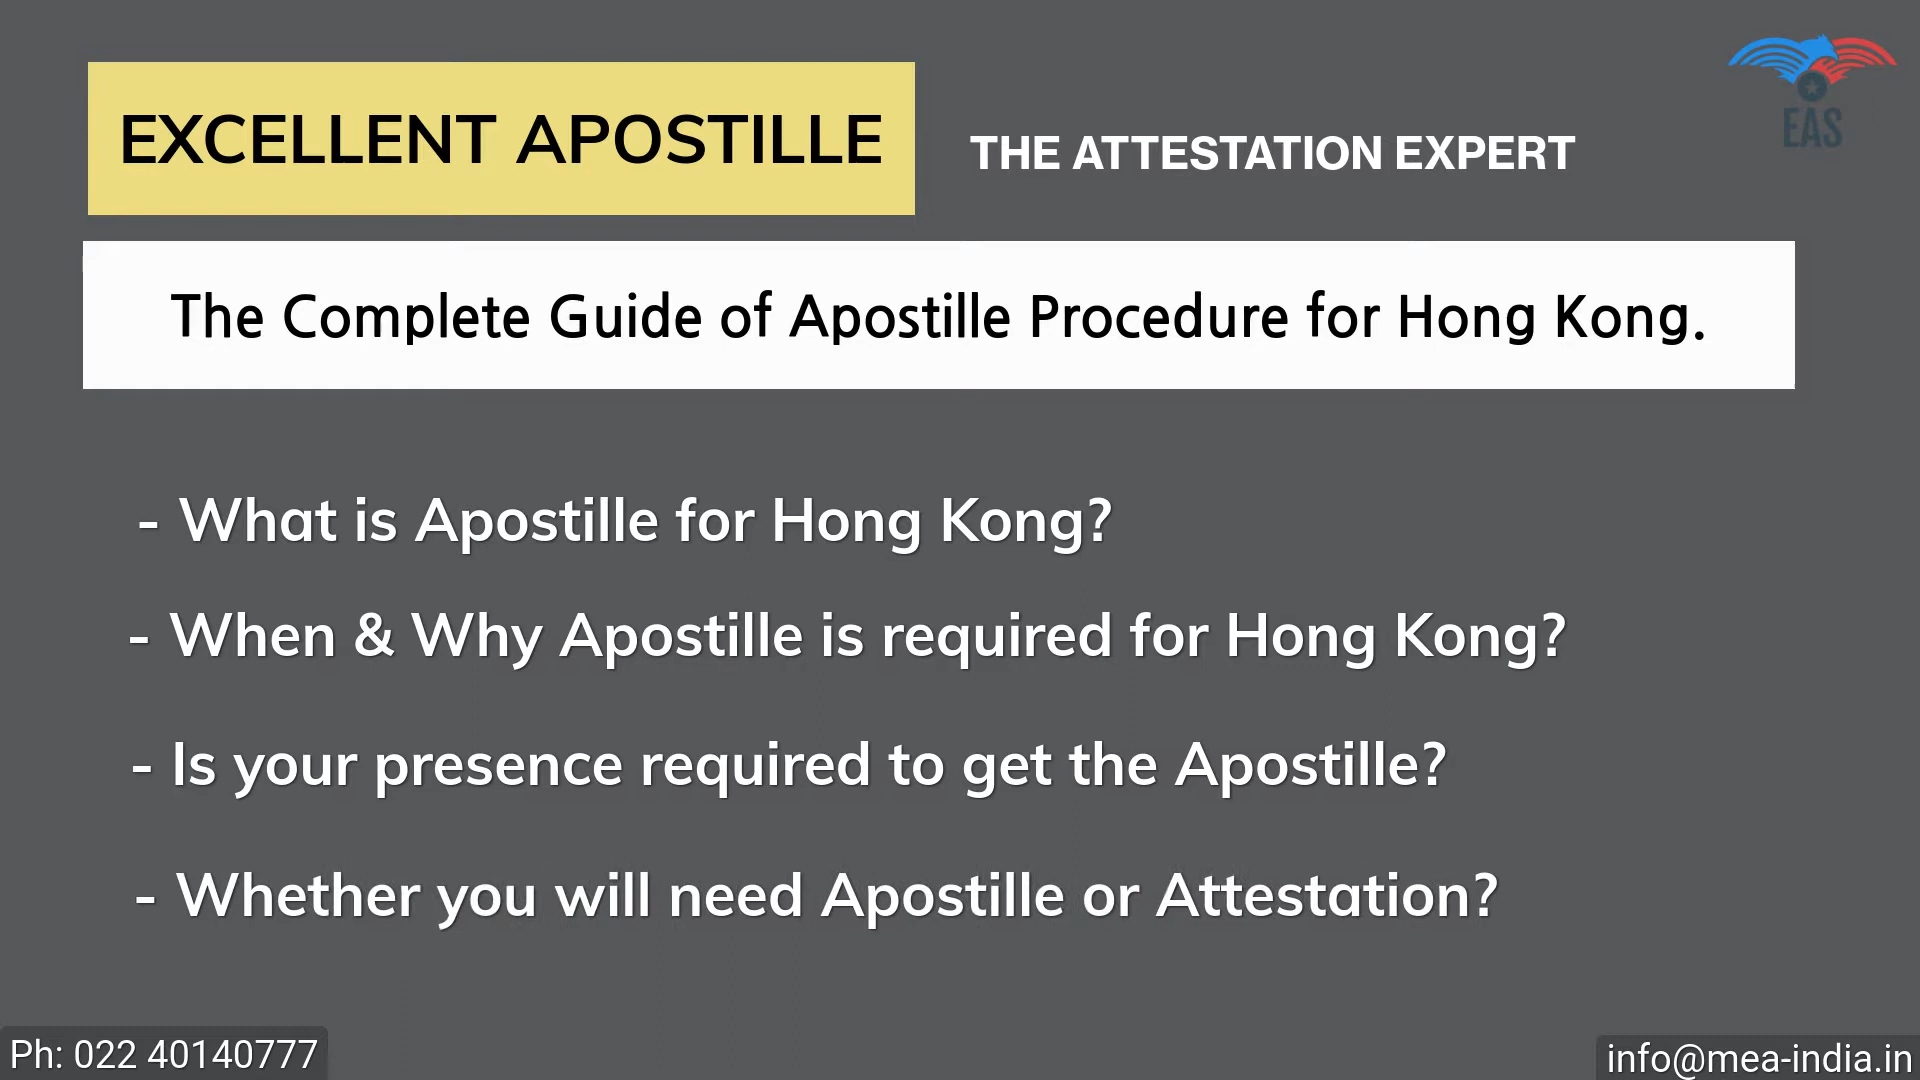 EXCELLENT APOSTILLE
THE ATTESTATION EXPERT
EAS
The Complete Guide of Apostille Procedure for Hong Kong.
- What is Apostille for Hong Kong?
- When & Why Apostille is required for Hong Kong?
- Is your presence required to get the Apostille?
- Whether you will need Apostille or Attestation?
Ph: 022 40140777
info@mea-india.in